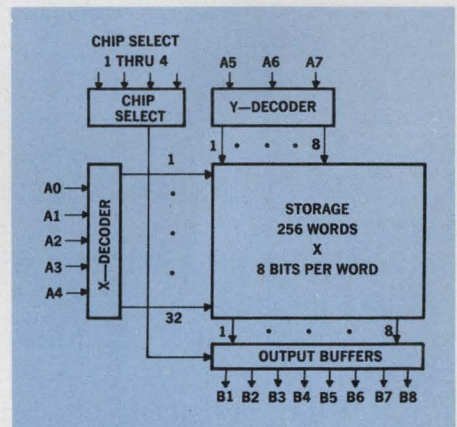 CHIP SELECT
1 THRU 4
CHIP
SELECT
A5 A6 A7
Y—DECODER
1 • • • 8
A0
A1
A2
A3
A4
X—DECODER
1
•
•
•
32
STORAGE
256 WORDS
X
8 BITS PER WORD
1 • • • 8
OUTPUT BUFFERS
B1 B2 B3 B4 B5 B6 B7 B8